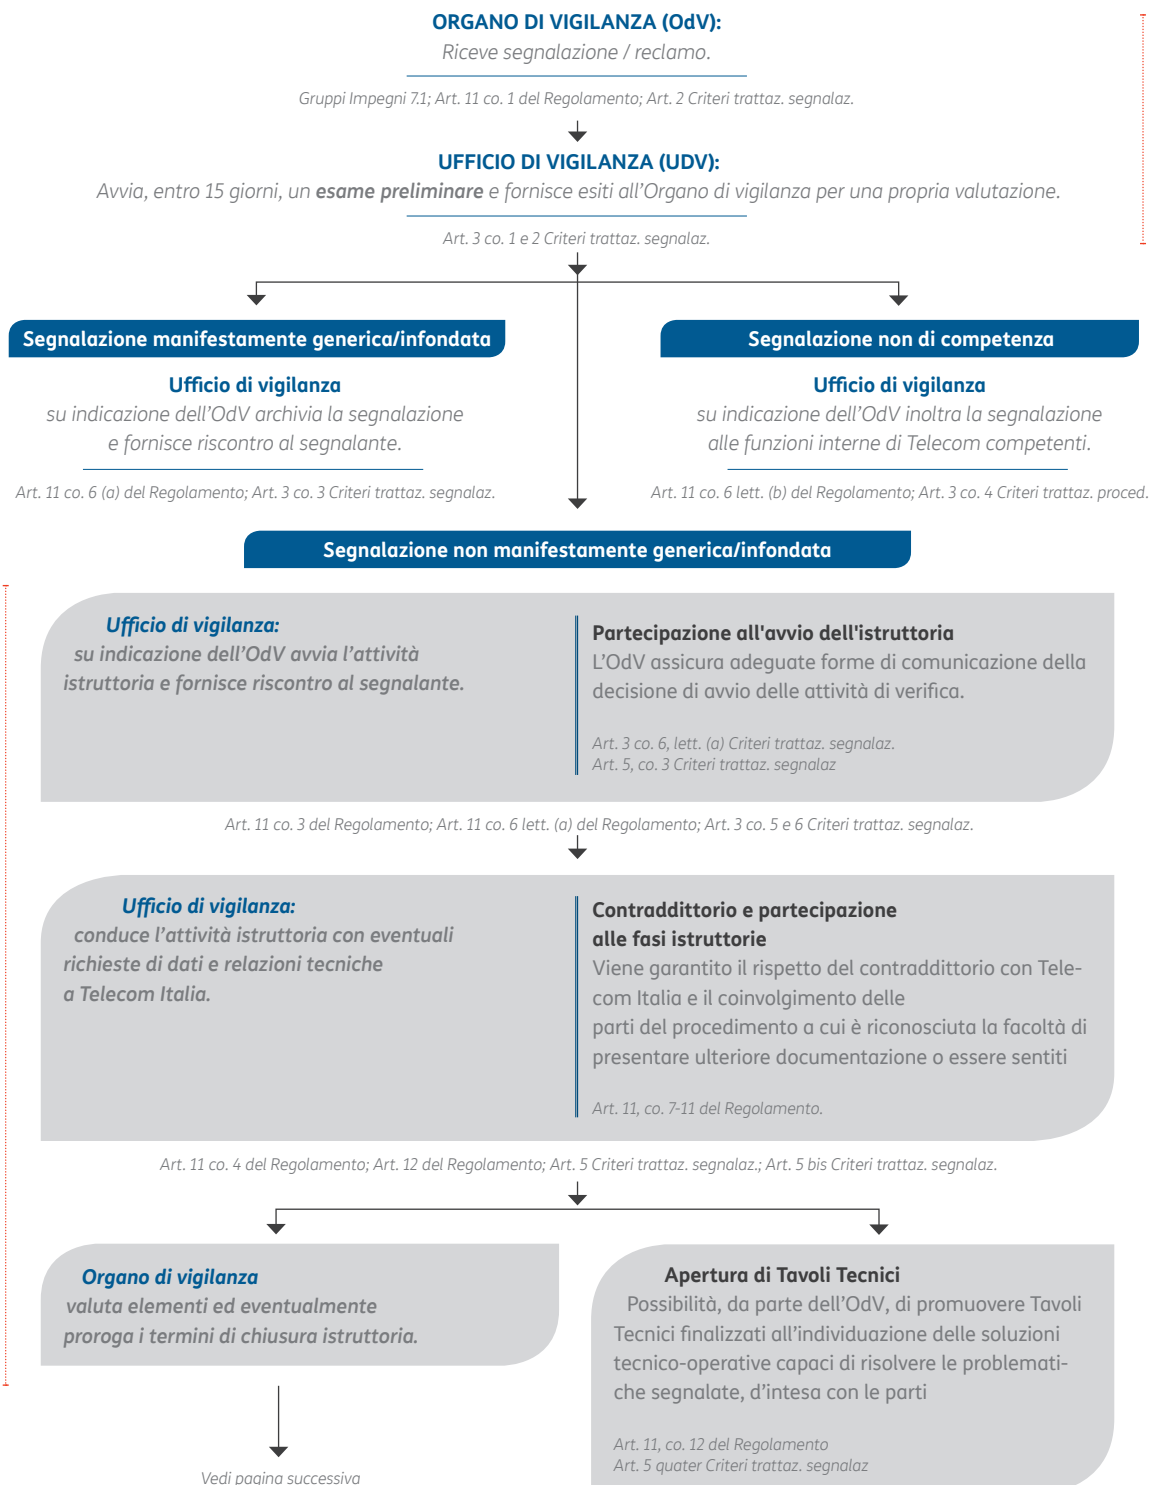 ORGANO DI VIGILANZA (OdV):
Riceve segnalazione / reclamo.
Gruppi Impegni 7.1; Art. 11 co. 1 del Regolamento; Art. 2 Criteri trattaz. segnalaz.
UFFICIO DI VIGILANZA (UDV):
Avvia, entro 15 giorni, un esame preliminare e fornisce esiti all’Organo di vigilanza per una propria valutazione.
Art. 3 co. 1 e 2 Criteri trattaz. segnalaz.
Segnalazione manifestamente generica/infondata
Ufficio di vigilanza
su indicazione dell’OdV archivia la segnalazione
e fornisce riscontro al segnalante.
Art. 11 co. 6 (a) del Regolamento; Art. 3 co. 3 Criteri trattaz. segnalaz.
Segnalazione non di competenza
Ufficio di vigilanza
su indicazione dell’OdV inoltra la segnalazione
alle funzioni interne di Telecom competenti.
Art. 11 co. 6 lett. (b) del Regolamento; Art. 3 co. 4 Criteri trattaz. proced.
Segnalazione non manifestamente generica/infondata
Ufficio di vigilanza:
su indicazione dell’OdV avvia l’attività
istruttoria e fornisce riscontro al segnalante.
Partecipazione all'avvio dell'istruttoria
L’OdV assicura adeguate forme di comunicazione della
decisione di avvio delle attività di verifica.
Art. 3 co. 6, lett. (a) Criteri trattaz. segnalaz.
Art. 5, co. 3 Criteri trattaz. segnalaz
Art. 11 co. 3 del Regolamento; Art. 11 co. 6 lett. (a) del Regolamento; Art. 3 co. 5 e 6 Criteri trattaz. segnalaz.
Ufficio di vigilanza:
conduce l’attività istruttoria con eventuali
richieste di dati e relazioni tecniche
a Telecom Italia.
Contraddittorio e partecipazione
alle fasi istruttorie
Viene garantito il rispetto del contraddittorio con Tele-
com Italia e il coinvolgimento delle
parti del procedimento a cui è riconosciuta la facoltà di
presentare ulteriore documentazione o essere sentiti
Art. 11, co. 7-11 del Regolamento.
Art. 11 co. 4 del Regolamento; Art. 12 del Regolamento; Art. 5 Criteri trattaz. segnalaz.; Art. 5 bis Criteri trattaz. segnalaz.
Organo di vigilanza
valuta elementi ed eventualmente
proroga i termini di chiusura istruttoria.
Vedi pagina successiva
Apertura di Tavoli Tecnici
Possibilità, da parte dell’OdV, di promuovere Tavoli
Tecnici finalizzati all’individuazione delle soluzioni
tecnico-operative capaci di risolvere le problemati-
che segnalate, d’intesa con le parti
Art. 11, co. 12 del Regolamento
Art. 5 quater Criteri trattaz. segnalaz